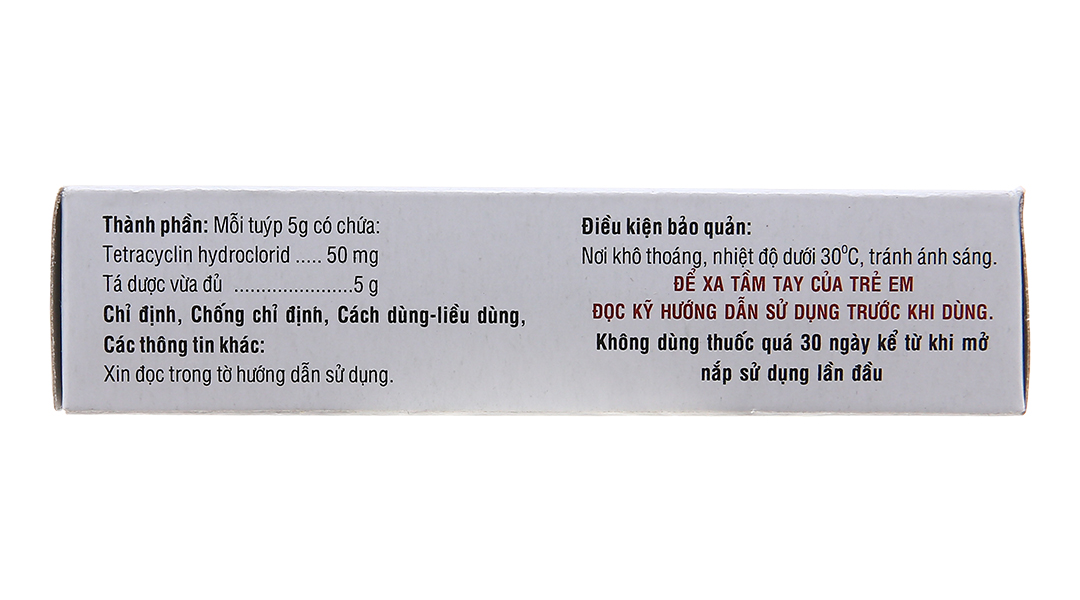 Thành phần: Mỗi tuýp 5g có chứa:
Tetracyclin hydroclorid ..... 50 mg
Tá dược vừa đủ .....................5 g
Chỉ định, Chống chỉ định, Cách dùng-liều dùng,
Các thông tin khác:
Xin đọc trong tờ hướng dẫn sử dụng.
Điều kiện bảo quản:
Nơi khô thoáng, nhiệt độ dưới 30⁰C, tránh ánh sáng.
ĐỂ XA TẦM TAY CỦA TRẺ EM
ĐỌC KỸ HƯỚNG DẪN SỬ DỤNG TRƯỚC KHI DÙNG.
Không dùng thuốc quá 30 ngày kể từ khi mở
nắp sử dụng lần đầu